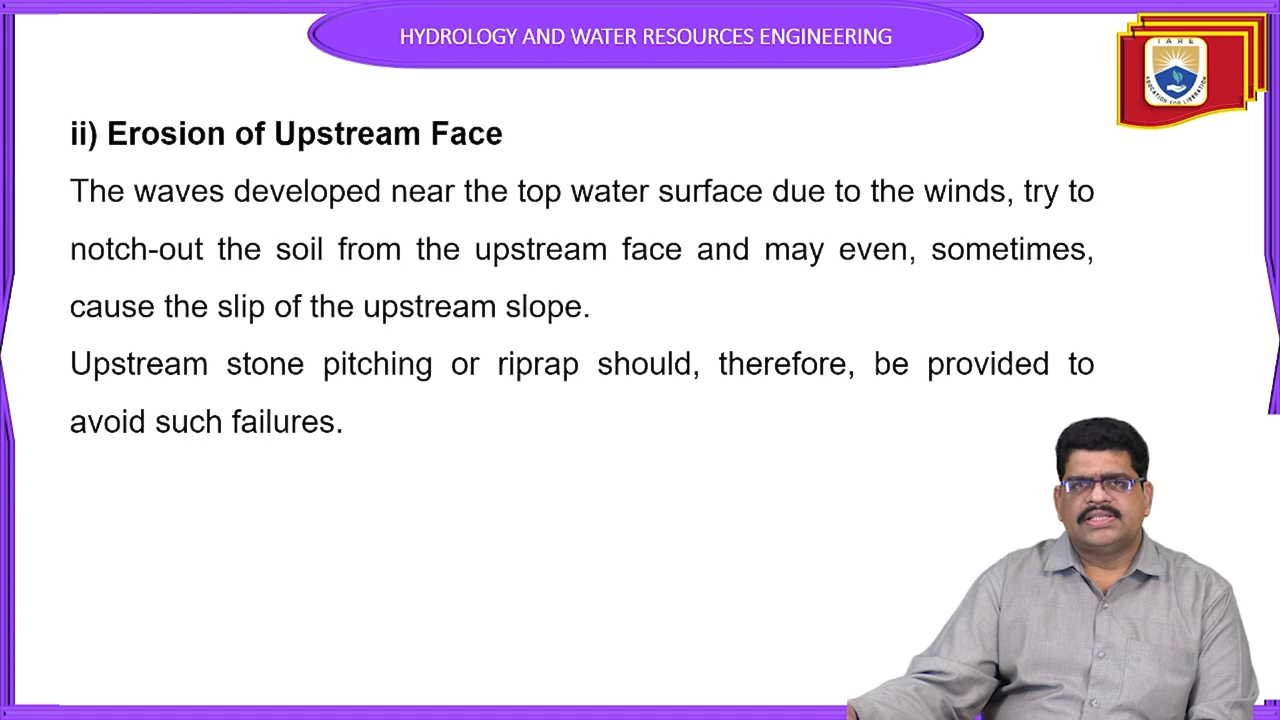 HYDROLOGY AND WATER RESOURCES ENGINEERING
IARE
EDUCATION FOR LIBERATION
ii) Erosion of Upstream Face
The waves developed near the top water surface due to the winds, try to
notch-out the soil from the upstream face and may even, sometimes,
cause the slip of the upstream slope.
Upstream stone pitching or riprap should, therefore, be provided to
avoid such failures.